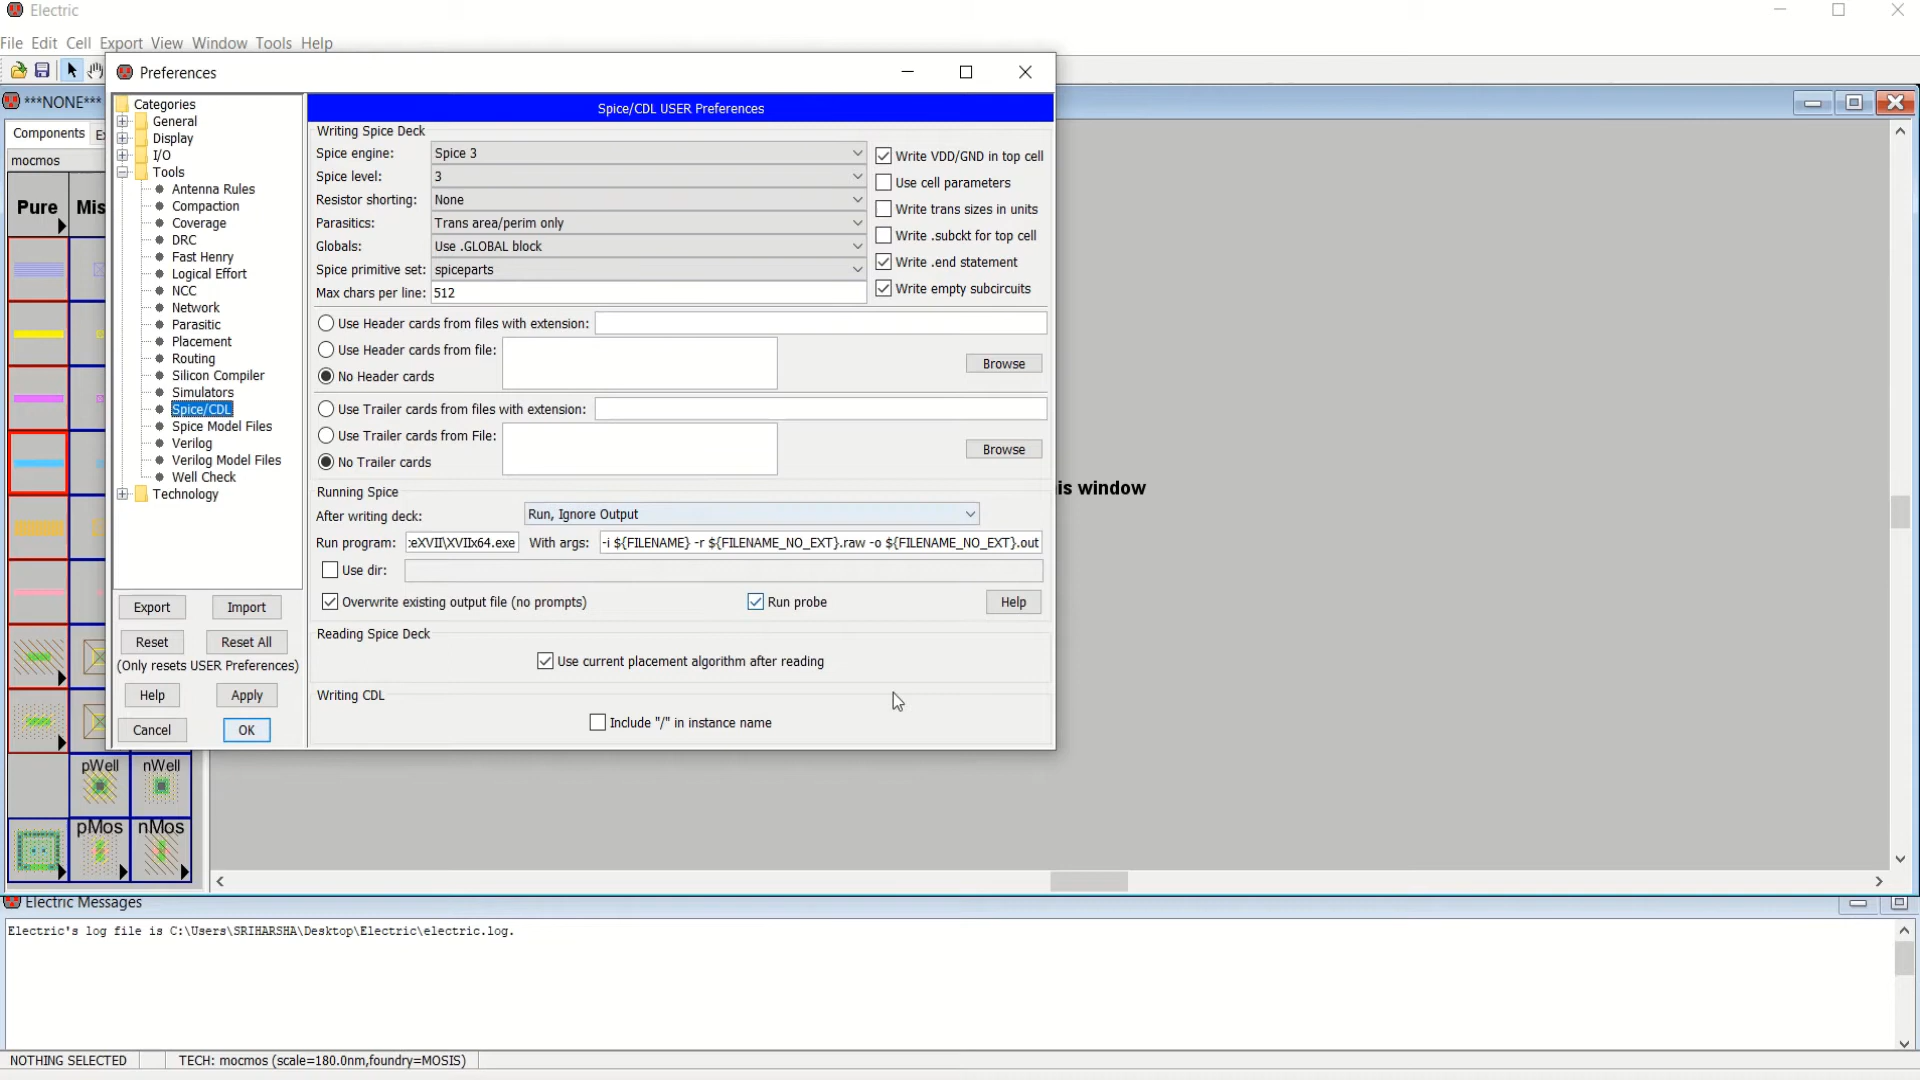 Electric
File Edit Cell Export View Window Tools Help
Preferences
***NONE***
Components
mocmos
Pure
pWell nWell
pMos nMos
Categories
General
Display
I/O
Tools
Antenna Rules
Compaction
Coverage
DRC
Fast Henry
Logical Effort
NCC
Network
Parasitic
Placement
Routing
Silicon Compiler
Simulators
Spice/CDL
Spice Model Files
Verilog
Verilog Model Files
Well Check
Technology
Export Import
Reset Reset All
(Only resets USER Preferences)
Help Apply
Cancel OK
Spice/CDL USER Preferences
Writing Spice Deck
Spice engine: Spice 3
Spice level: 3
Resistor shorting: None
Parasitics: Trans area/perim only
Globals: Use .GLOBAL block
Spice primitive set: spiceparts
Max chars per line: 512
Write VDD/GND in top cell
Use cell parameters
Write trans sizes in units
Write .subckt for top cell
Write .end statement
Write empty subcircuits
Use Header cards from files with extension:
Use Header cards from file:
No Header cards
Browse
Use Trailer cards from files with extension:
Use Trailer cards from File:
No Trailer cards
Browse
Running Spice
After writing deck: Run, Ignore Output
Run program: :eXVII\XVIIx64.exe With args: -i ${FILENAME} -r ${FILENAME_NO_EXT}.raw -o ${FILENAME_NO_EXT}.out
Use dir:
Overwrite existing output file (no prompts) Run probe Help
Reading Spice Deck
Use current placement algorithm after reading
Writing CDL
Include "/" in instance name
is window
Electric Messages
Electric's log file is C:\Users\SRIHARSHA\Desktop\Electric\electric.log.
NOTHING SELECTED TECH: mocmos (scale=180.0nm,foundry=MOSIS)